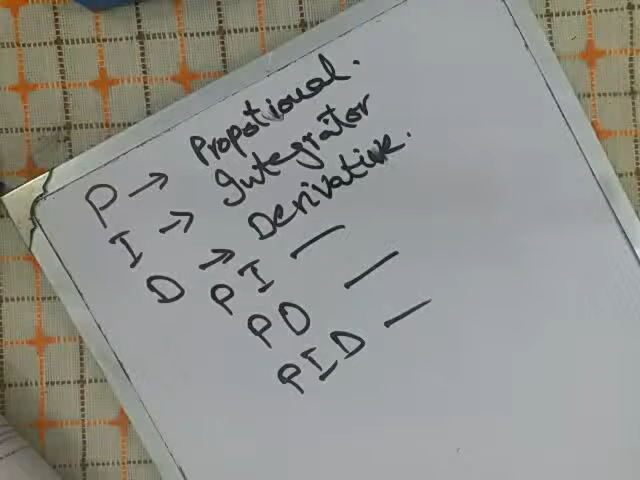 P → Propotional.
I → Integrator
D → Derivative.
PI —
PD —
PID —